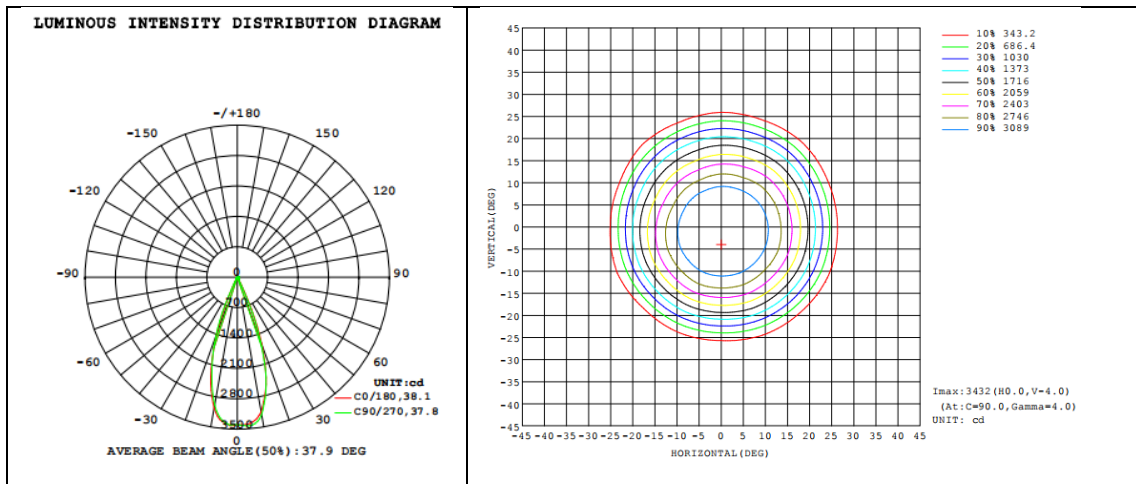 LUMINOUS INTENSITY DISTRIBUTION DIAGRAM
-/+180
-150 150
-120 120
-90 0 90
700
1400
-60 2100 60
UNIT:cd
2800 C0/180,38.1
-30 30 C90/270,37.8
3500
0
AVERAGE BEAM ANGLE(50%):37.9 DEG
45
40
35
30
25
20
15
10
5
0
-5
-10
-15
-20
-25
-30
-35
-40
-45
VERTICAL(DEG)
-45 -40 -35 -30 -25 -20 -15 -10 -5 0 5 10 15 20 25 30 35 40 45
HORIZONTAL(DEG)
10% 343.2
20% 686.4
30% 1030
40% 1373
50% 1716
60% 2059
70% 2403
80% 2746
90% 3089
Imax:3432(H0.0,V=4.0)
(At:C=90.0,Gamma=4.0)
UNIT: cd